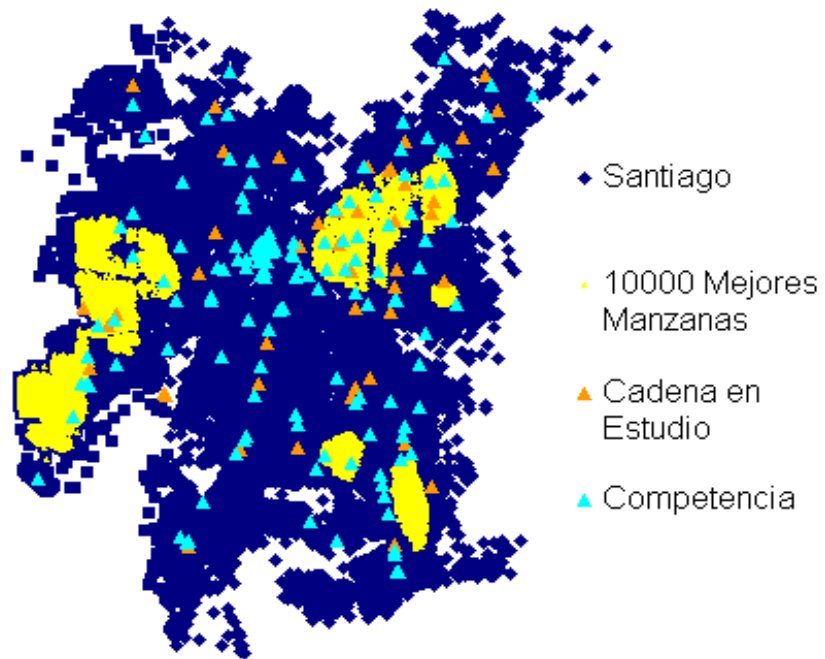 Santiago
10000 Mejores
Manzanas
Cadena en
Estudio
Competencia